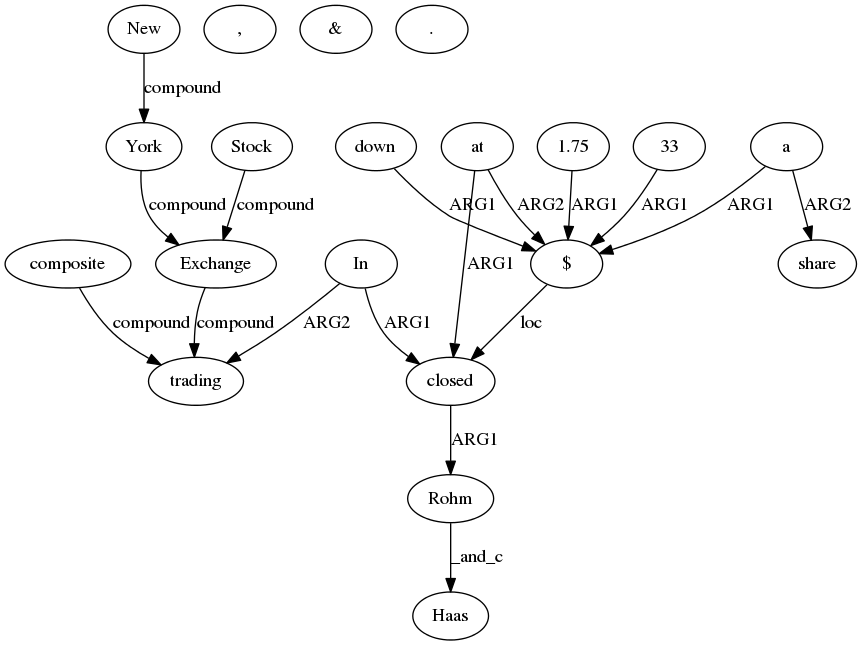 New , & .
compound
York Stock down at 1.75 33 a
compound compound ARG1 ARG2 ARG1 ARG1 ARG1 ARG2
composite Exchange In $ share
ARG1
compound compound ARG2 ARG1 loc
trading closed
ARG1
Rohm
_and_c
Haas